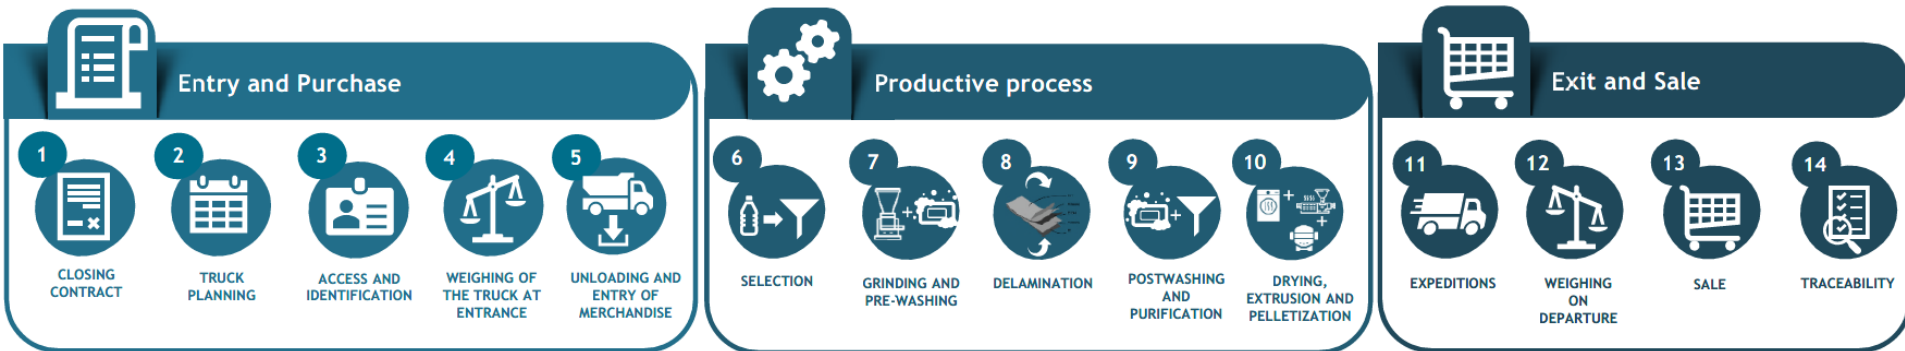 Entry and Purchase
1
2
3
4
5
CLOSING
CONTRACT
TRUCK
PLANNING
ACCESS AND
IDENTIFICATION
WEIGHING OF
THE TRUCK AT
ENTRANCE
UNLOADING AND
ENTRY OF
MERCHANDISE
Productive process
6
7
8
9
10
SELECTION
GRINDING AND
PRE-WASHING
DELAMINATION
POSTWASHING
AND
PURIFICATION
DRYING,
EXTRUSION AND
PELLETIZATION
Exit and Sale
11
12
13
14
EXPEDITIONS
WEIGHING
ON
DEPARTURE
SALE
TRACEABILITY